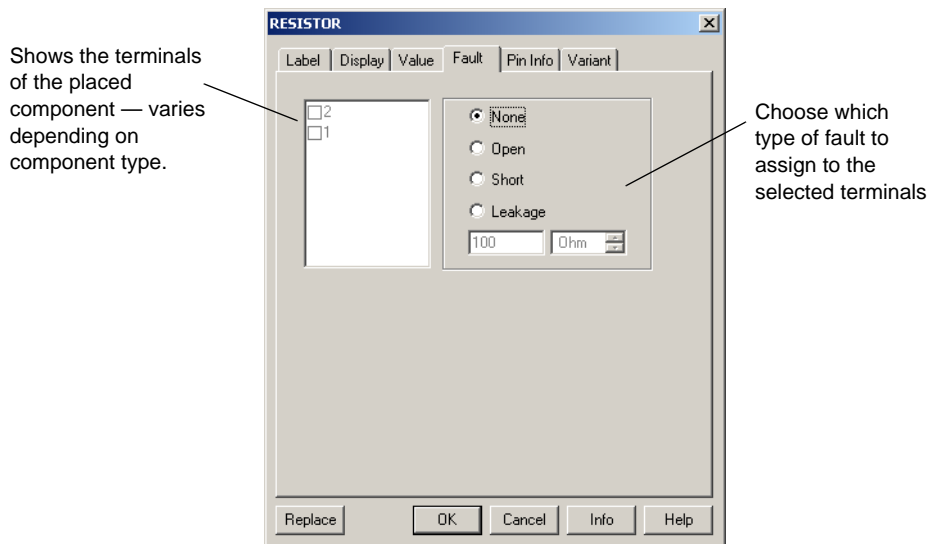 RESISTOR
Shows the terminals
of the placed
component — varies
depending on
component type.
Label Display Value Fault Pin Info Variant
2
1
None
Open
Short
Leakage
100 Ohm
Choose which
type of fault to
assign to the
selected terminals
Replace OK Cancel Info Help